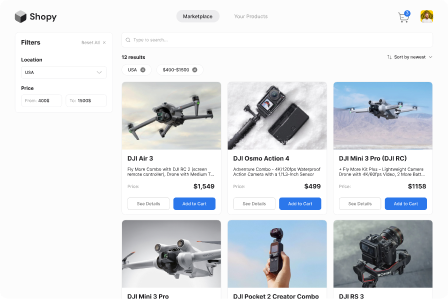 Shopy
Marketplace
Your Products
Filters
Reset All
Location
USA
Price
From: 400$
To: 1500$
Type to search...
12 results
Sort by newest
USA
$400-$1500
DJI Air 3
Fly More Combo with DJI RC 2 (screen
remote controller), Drone with Medium T...
Price:
$1,549
See Details
Add to Cart
DJI Osmo Action 4
Adventure Combo - 4K/120fps Waterproof
Action Camera with a 1/1.3-Inch Sensor
Price:
$499
See Details
Add to Cart
DJI Mini 3 Pro (DJI RC)
+ Fly More Kit Plus – Lightweight Camera
Drone with 4K/60fps Video, 2 More Batt...
Price:
$1158
See Details
Add to Cart
DJI Mini 3 Pro
DJI Pocket 2 Creator Combo
DJI RS 3